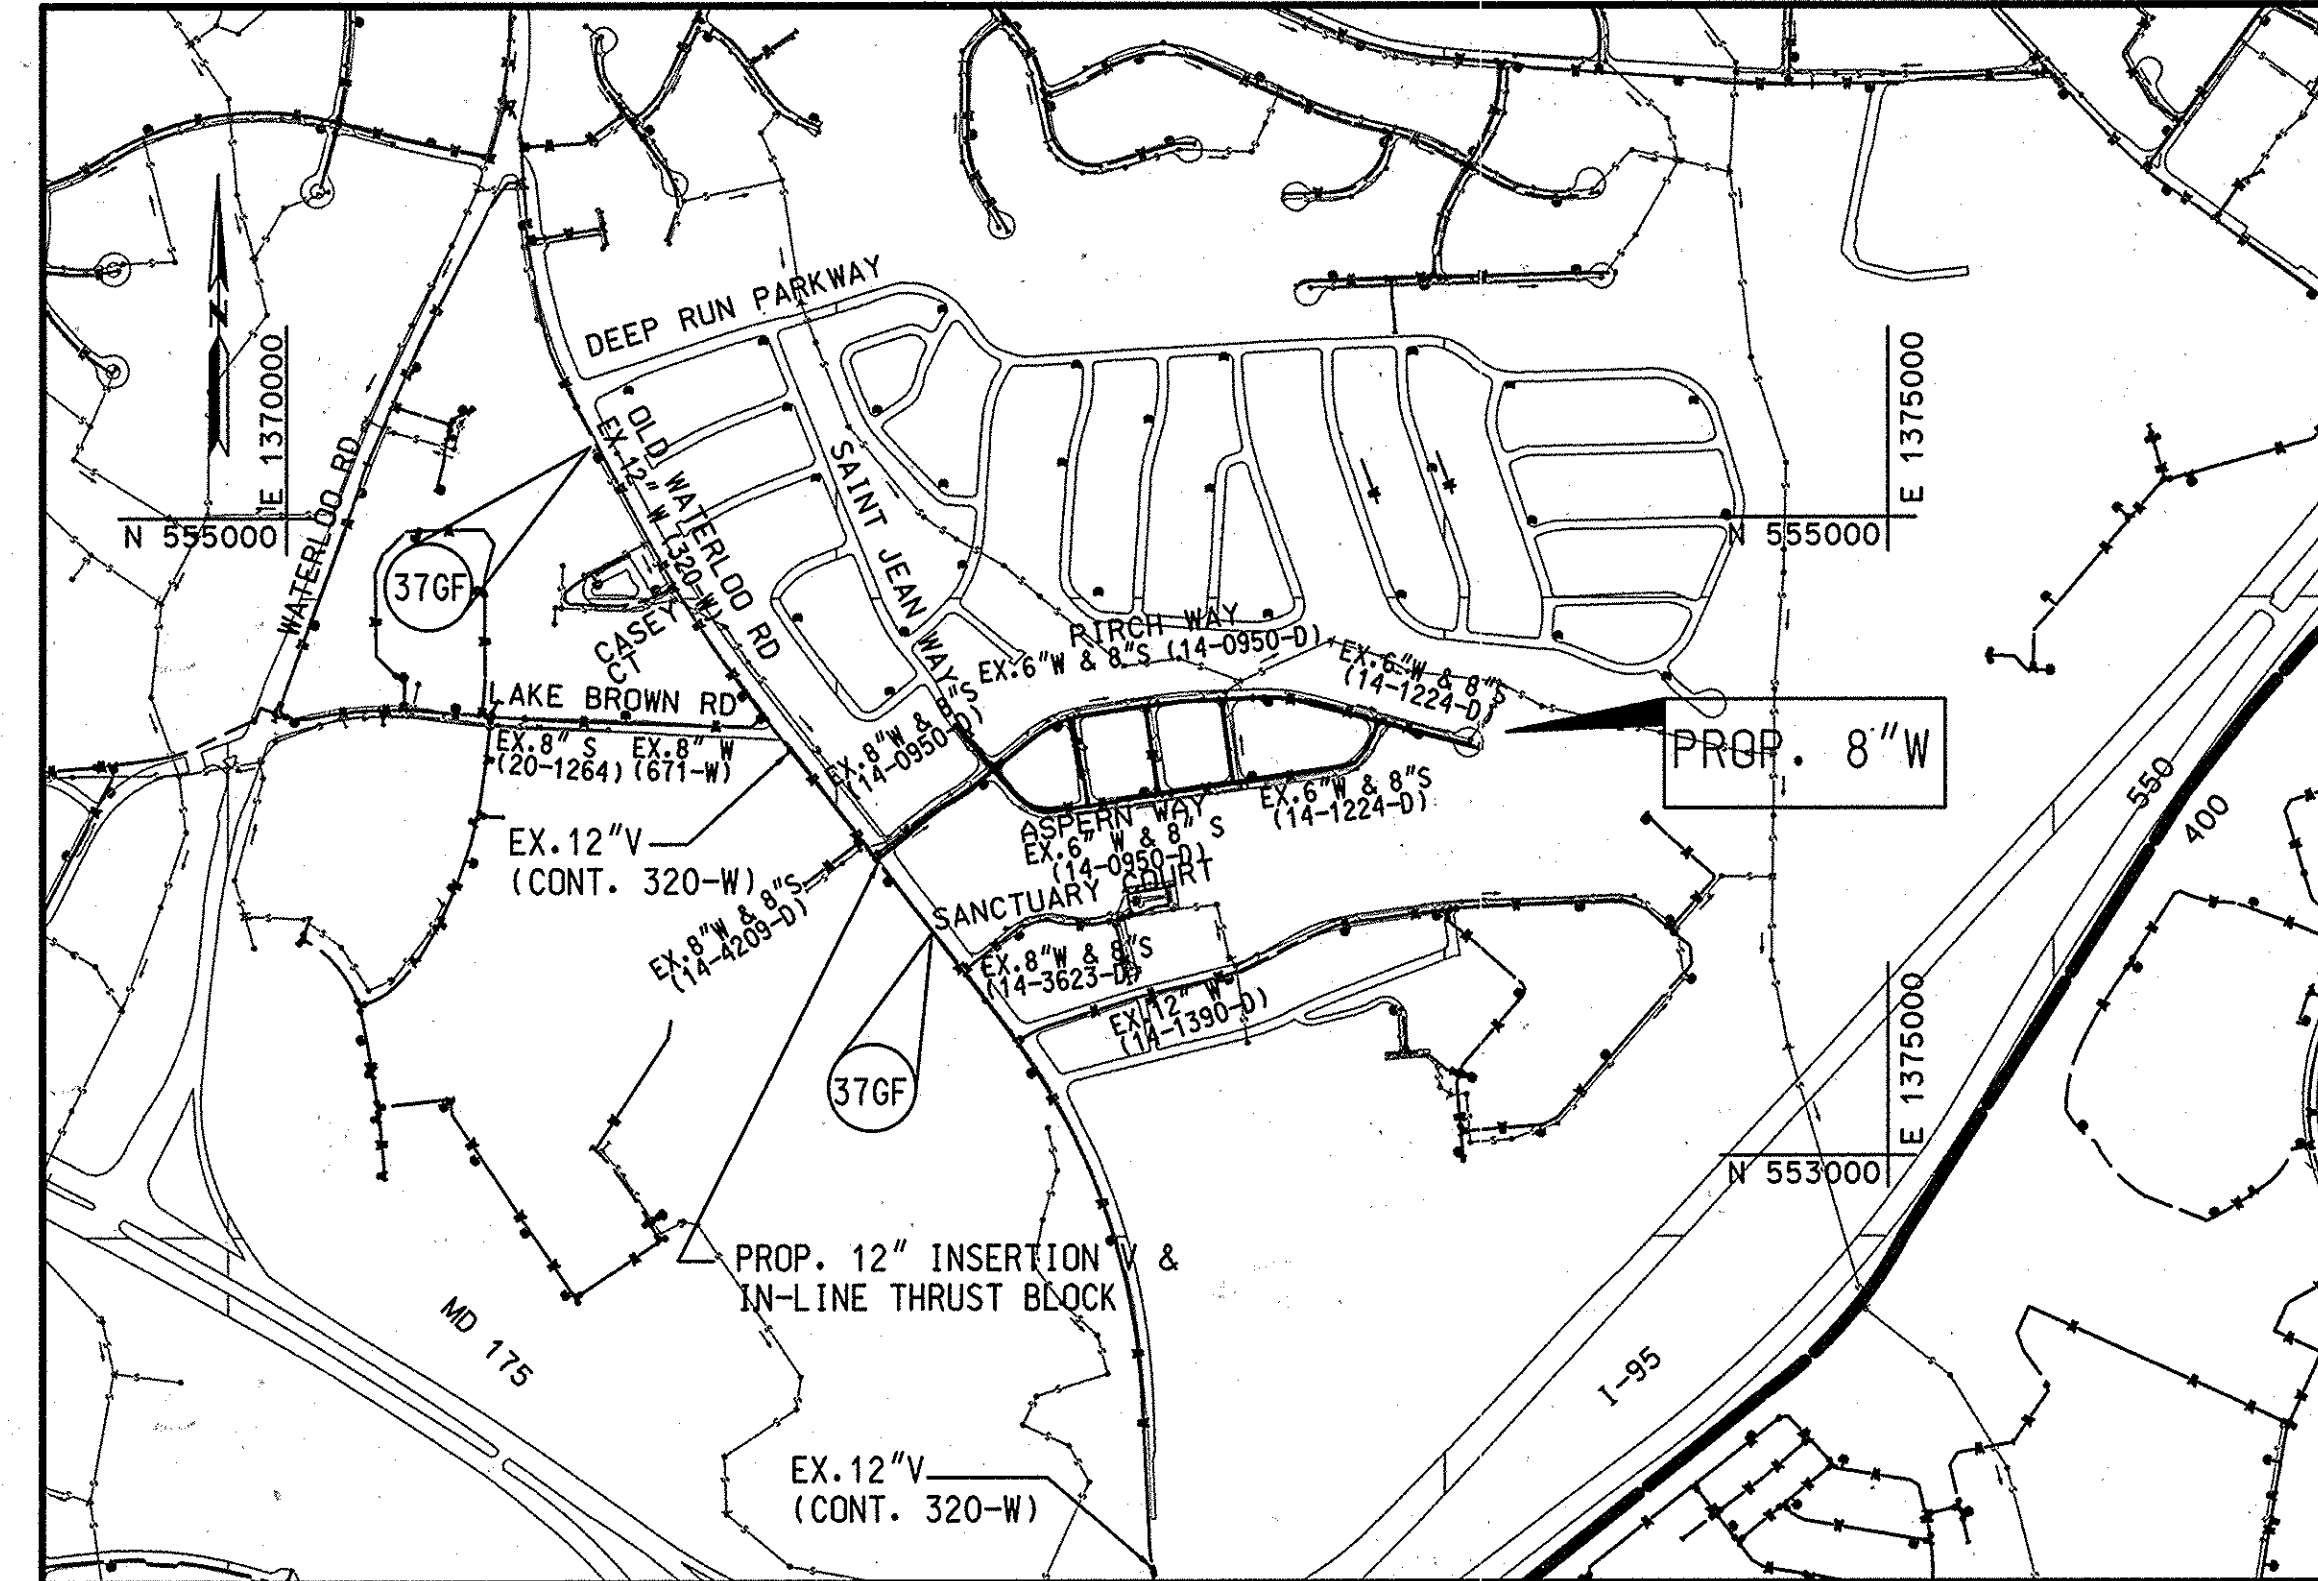 DEEP RUN PARKWAY
N
E 1370000
N 555000
WATERLOO RD
OLD WATERLOO RD
EX.12" W (320-W)
SAINT JEAN WAY
E 1375000
N 555000
37GF
CASEY
CT
PIRCH WAY
EX.6"W & 8"S (14-0950-D)
EX.6"W & 8"S
(14-1224-D)
LAKE BROWN RD
EX.8" S
(20-1264)
EX.8" W
(671-W)
EX.8"W & 8"S
(14-0950-D)
PROP. 8"W
EX.6"W & 8"S
(14-1224-D)
ASPERN WAY
EX.6" W & 8" S
(14-0950-D)
EX.12"V
(CONT. 320-W)
EX.8"W & 8"S
(14-4209-D)
SANCTUARY COURT
EX.8"W & 8"S
(14-3623-D)
EX.12" W
(14-1390-D)
550
400
37GF
E 1375000
N 553000
PROP. 12" INSERTION V &
IN-LINE THRUST BLOCK
MD 175
I-95
EX.12"V
(CONT. 320-W)